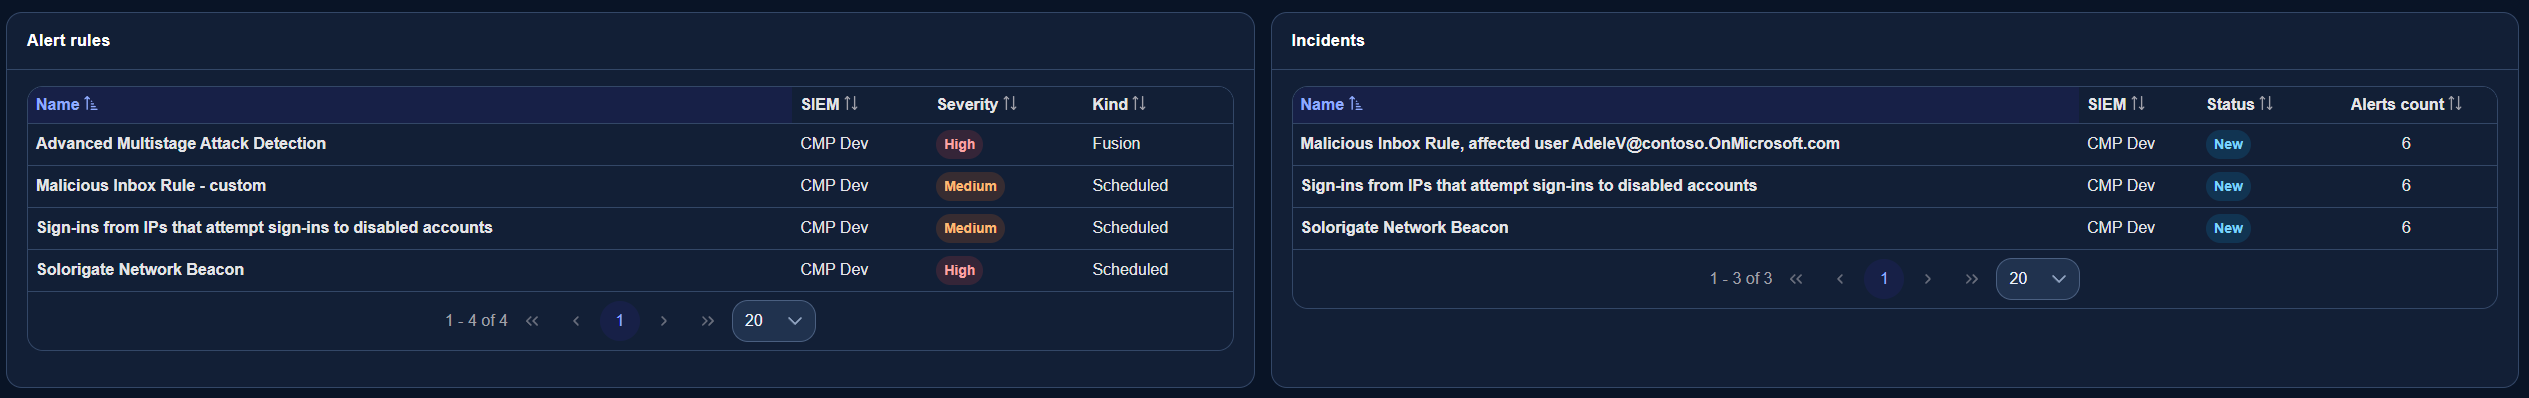 Alert rules
Name SIEM Severity Kind
Advanced Multistage Attack Detection CMP Dev High Fusion
Malicious Inbox Rule - custom CMP Dev Medium Scheduled
Sign-ins from IPs that attempt sign-ins to disabled accounts CMP Dev Medium Scheduled
Solorigate Network Beacon CMP Dev High Scheduled
1 - 4 of 4 « ‹ 1 › » 20
Incidents
Name SIEM Status Alerts count
Malicious Inbox Rule, affected user AdeleV@contoso.OnMicrosoft.com CMP Dev New 6
Sign-ins from IPs that attempt sign-ins to disabled accounts CMP Dev New 6
Solorigate Network Beacon CMP Dev New 6
1 - 3 of 3 « ‹ 1 › » 20